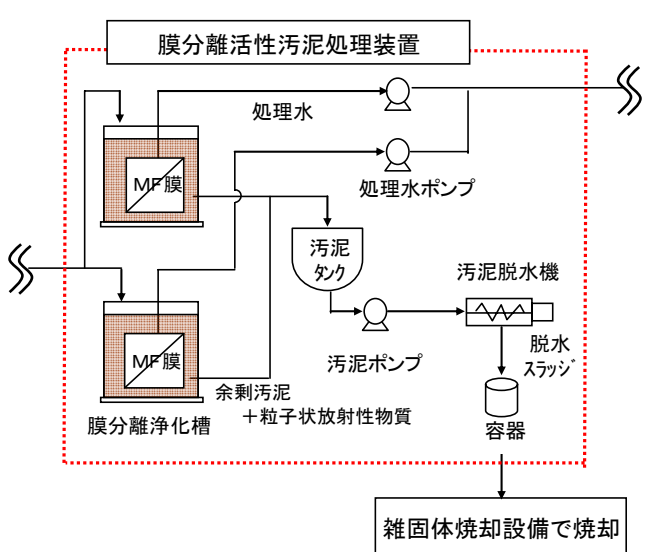 膜分離活性汚泥処理装置
処理水
MF膜
処理水ポンプ
汚泥
タンク
汚泥脱水機
MF膜
汚泥ポンプ
脱水
スラッジ
余剰汚泥
+粒子状放射性物質
膜分離浄化槽
容器
雑固体焼却設備で焼却